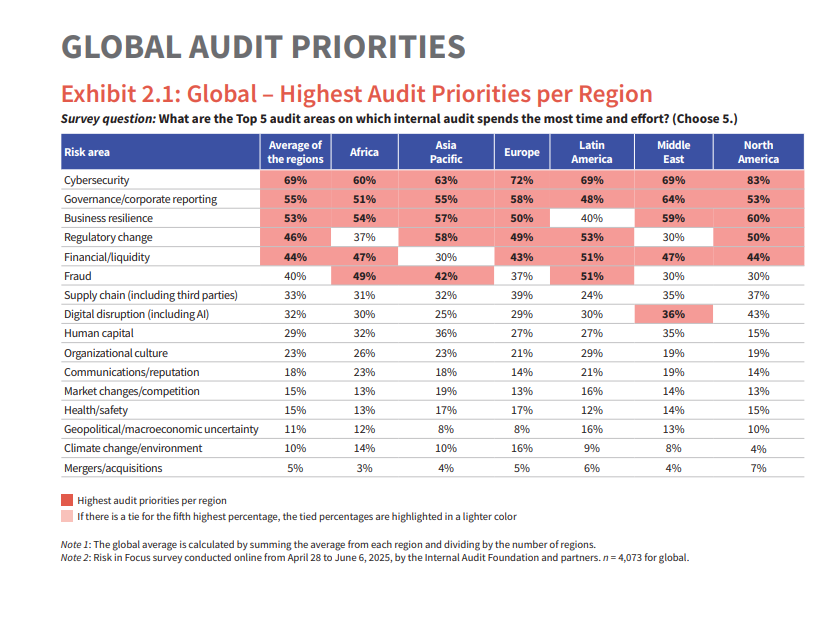 GLOBAL AUDIT PRIORITIES
Exhibit 2.1: Global – Highest Audit Priorities per Region
Survey question: What are the Top 5 audit areas on which internal audit spends the most time and effort? (Choose 5.)
Risk area | Average of the regions | Africa | Asia Pacific | Europe | Latin America | Middle East | North America
Cybersecurity 69% 60% 63% 72% 69% 69% 83%
Governance/corporate reporting 55% 51% 55% 58% 48% 64% 53%
Business resilience 53% 54% 57% 50% 40% 59% 60%
Regulatory change 46% 37% 58% 49% 53% 30% 50%
Financial/liquidity 44% 47% 30% 43% 51% 47% 44%
Fraud 40% 49% 42% 37% 51% 30% 30%
Supply chain (including third parties) 33% 31% 32% 39% 24% 35% 37%
Digital disruption (including AI) 32% 30% 25% 29% 30% 36% 43%
Human capital 29% 32% 36% 27% 27% 35% 15%
Organizational culture 23% 26% 23% 21% 29% 19% 19%
Communications/reputation 18% 23% 18% 14% 21% 19% 14%
Market changes/competition 15% 13% 19% 13% 16% 14% 13%
Health/safety 15% 13% 17% 17% 12% 14% 15%
Geopolitical/macroeconomic uncertainty 11% 12% 8% 8% 16% 13% 10%
Climate change/environment 10% 14% 10% 16% 9% 8% 4%
Mergers/acquisitions 5% 3% 4% 5% 6% 4% 7%
Highest audit priorities per region
If there is a tie for the fifth highest percentage, the tied percentages are highlighted in a lighter color
Note 1: The global average is calculated by summing the average from each region and dividing by the number of regions.
Note 2: Risk in Focus survey conducted online from April 28 to June 6, 2025, by the Internal Audit Foundation and partners. n = 4,073 for global.